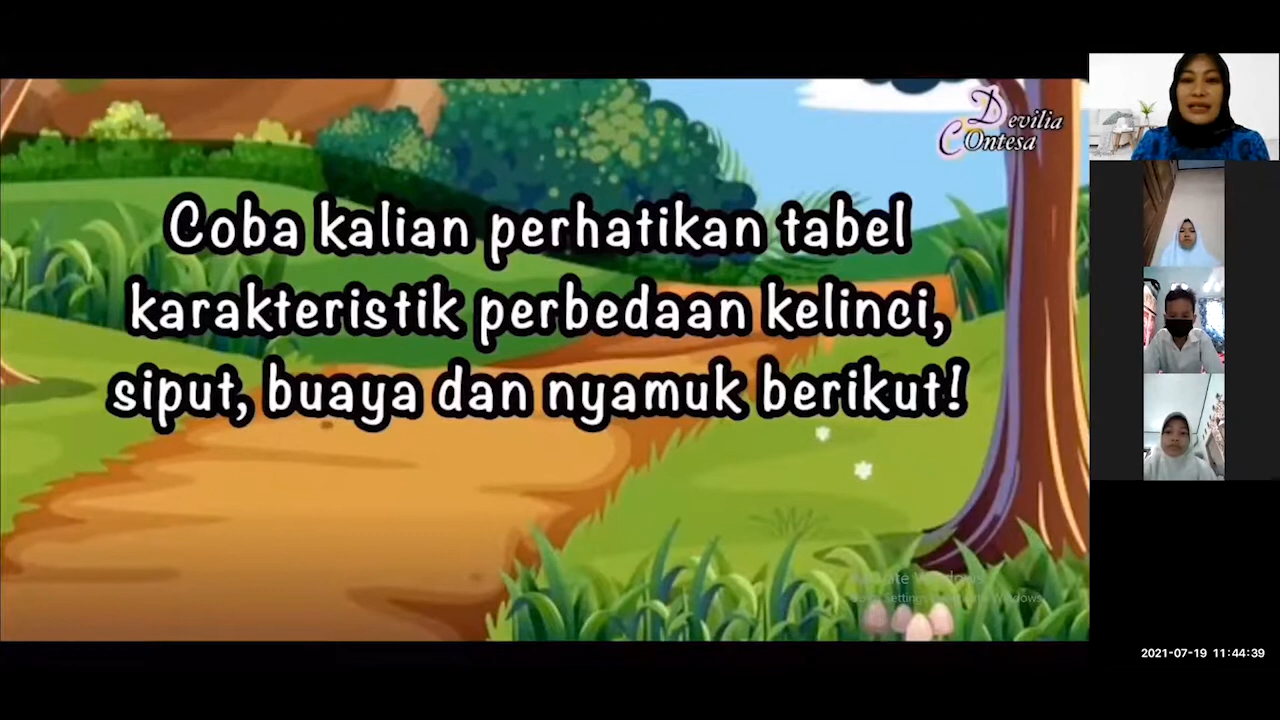 Devilia
COntesa
Coba kalian perhatikan tabel
karakteristik perbedaan kelinci,
siput, buaya dan nyamuk berikut!
2021-07-19 11:44:39